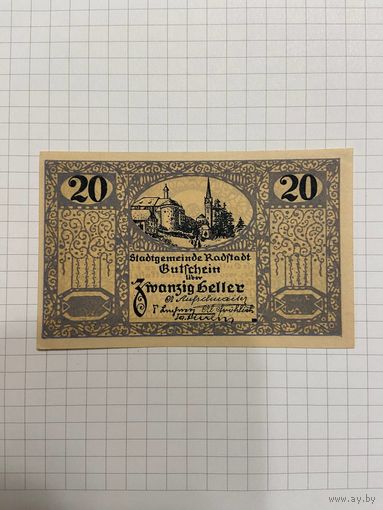 20 20
Stadtgemeinde Radstadt
Gutschein
über
Zwanzig Heller
www.ay.by